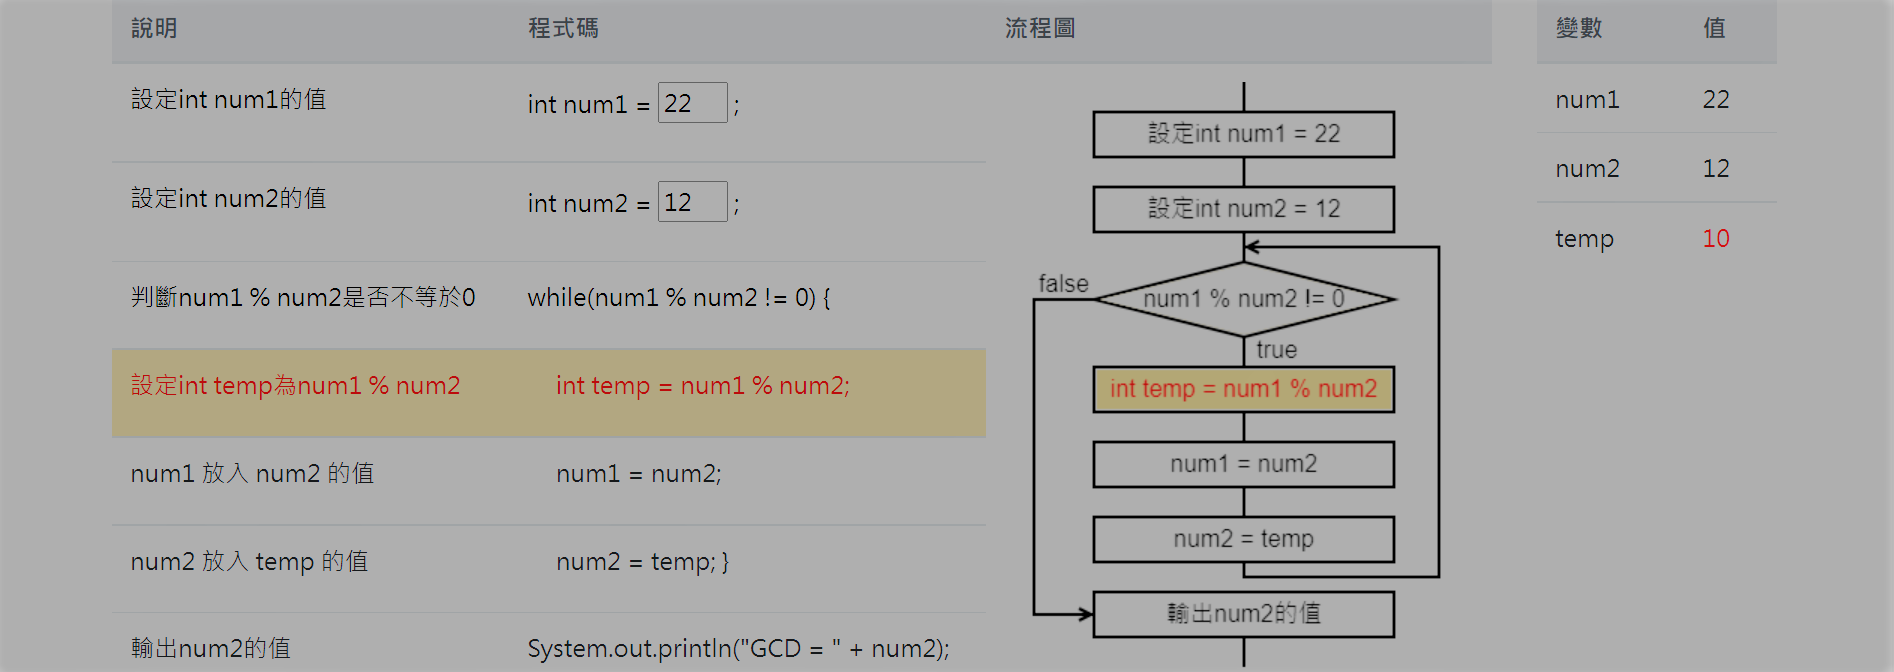 說明 程式碼 流程圖 變數 值
設定int num1的值 int num1 = 22 ;
設定int num2的值 int num2 = 12 ;
判斷num1 % num2是否不等於0 while(num1 % num2 != 0) {
設定int temp為num1 % num2 int temp = num1 % num2;
num1 放入 num2 的值 num1 = num2;
num2 放入 temp 的值 num2 = temp; }
輸出num2的值 System.out.println("GCD = " + num2);
設定int num1 = 22
設定int num2 = 12
false
num1 % num2 != 0
true
int temp = num1 % num2
num1 = num2
num2 = temp
輸出num2的值
num1 22
num2 12
temp 10